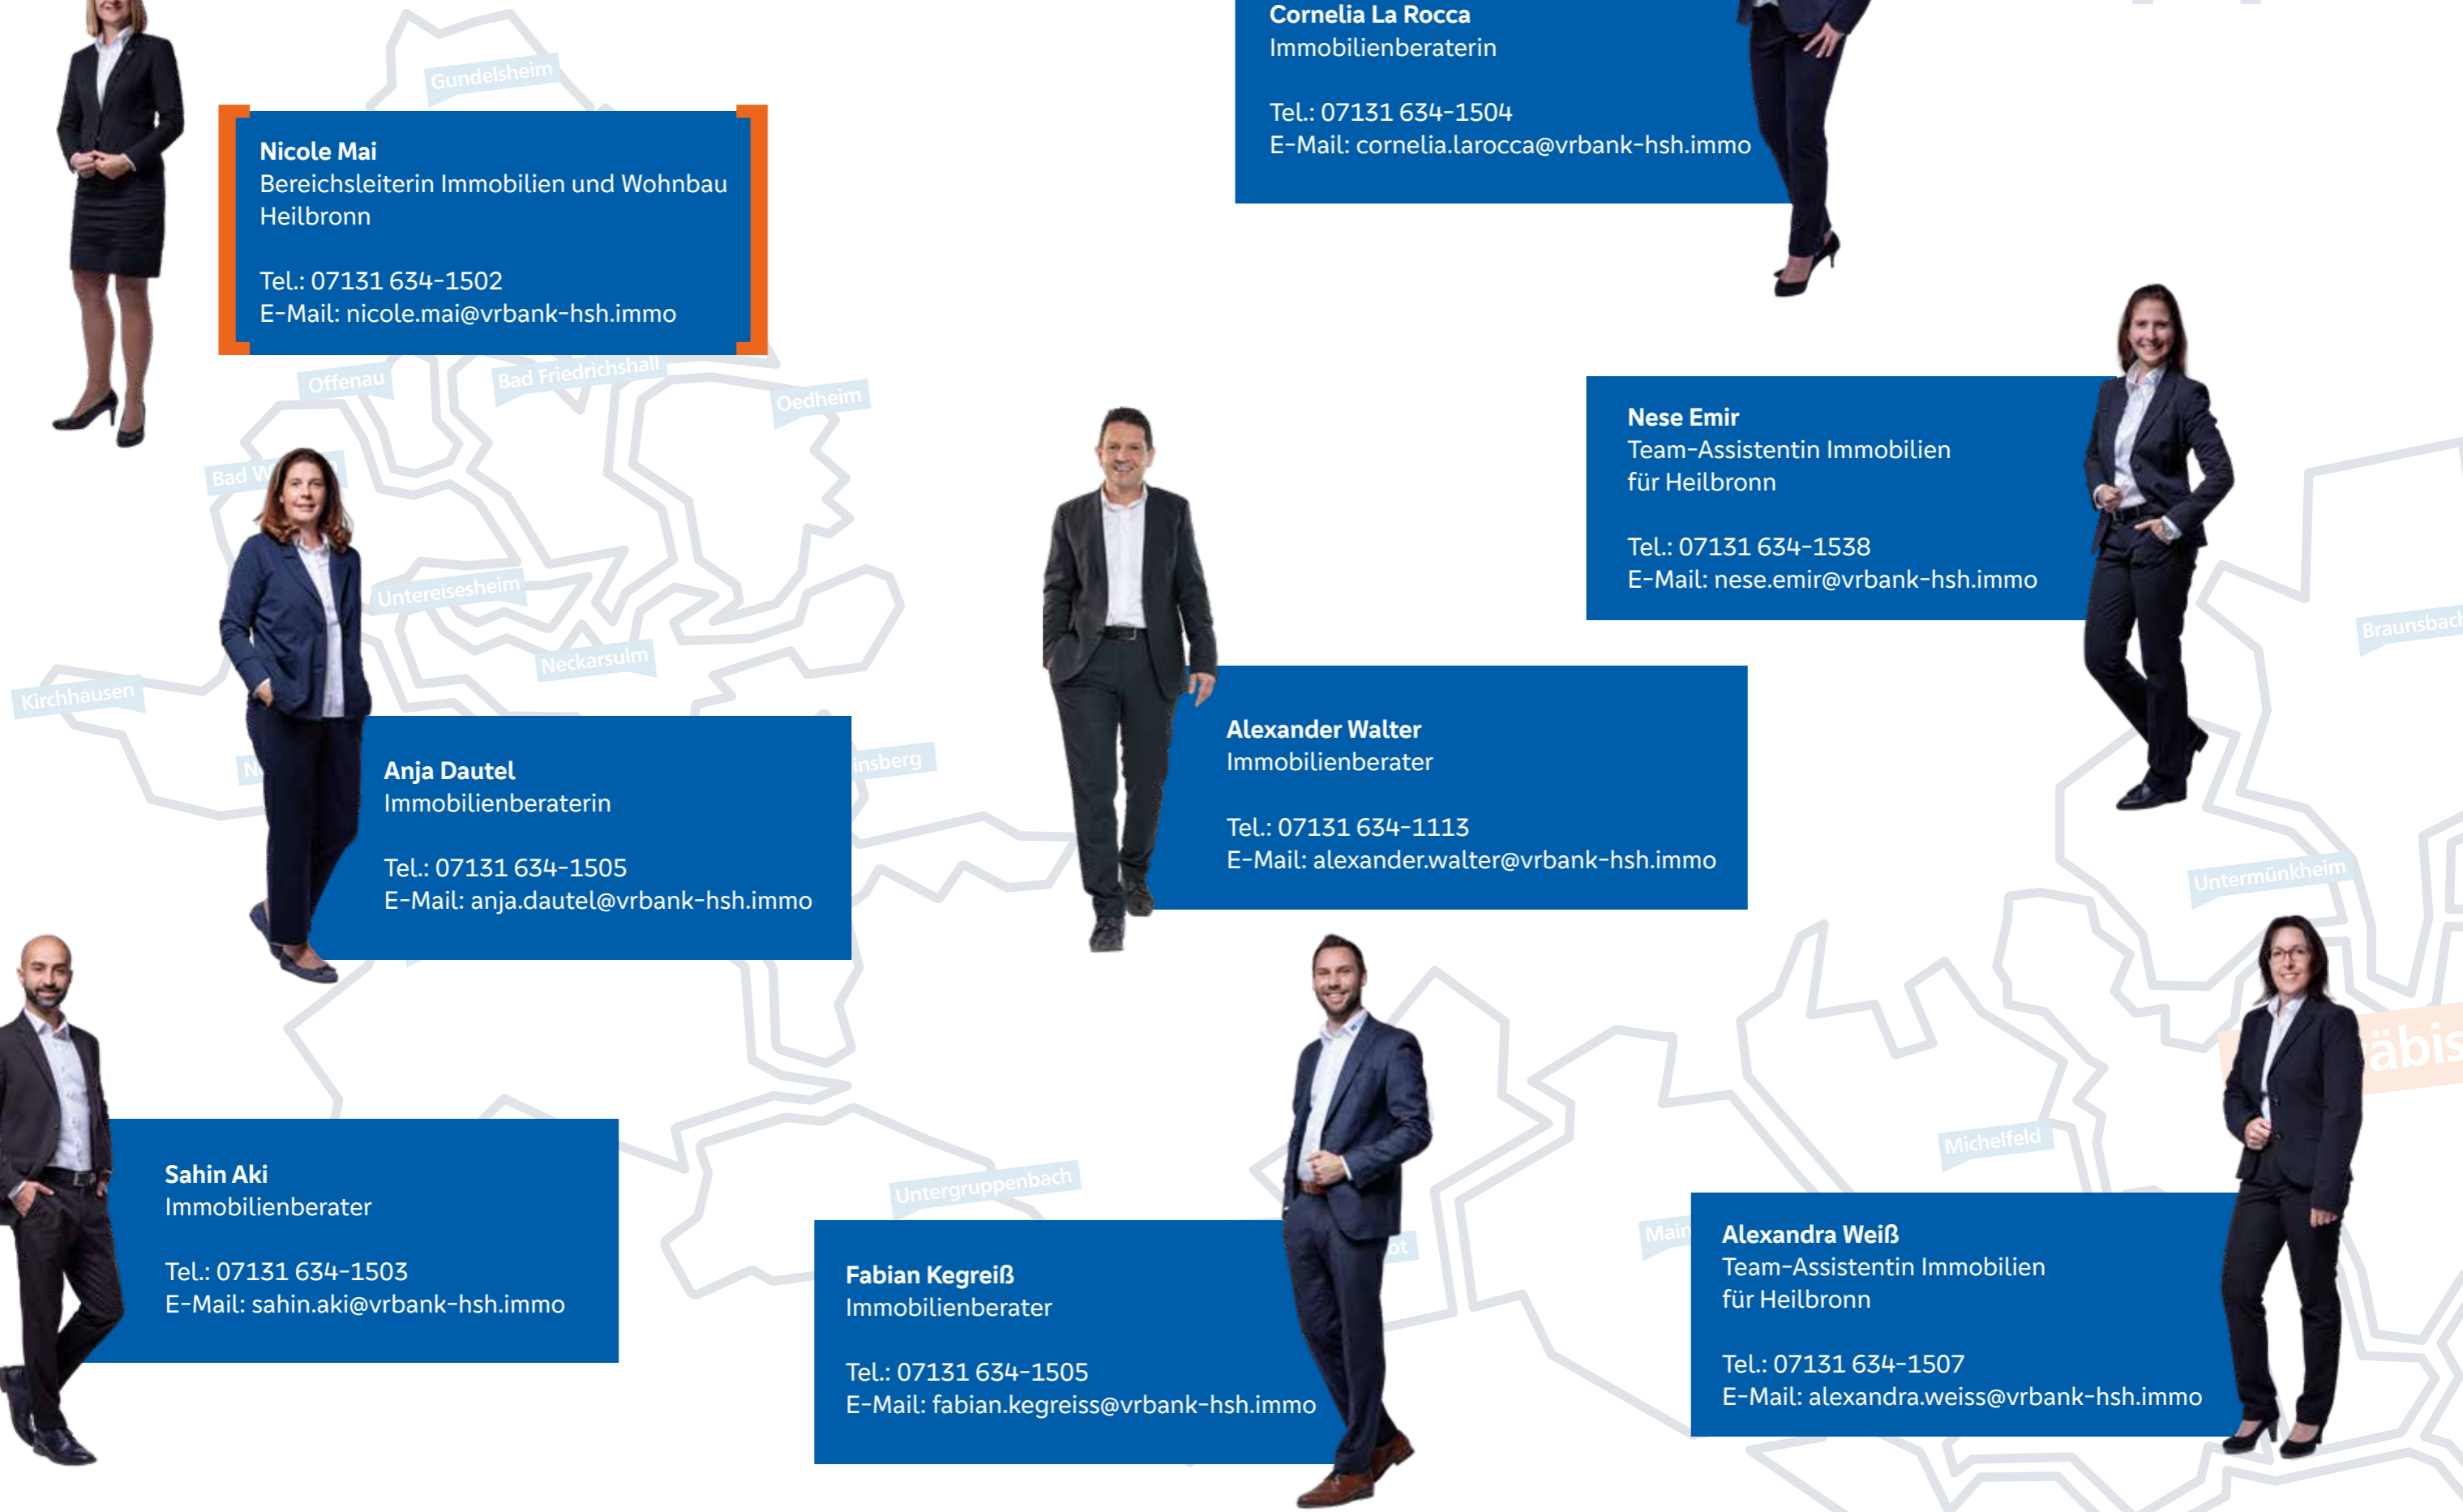 Cornelia La Rocca
Immobilienberaterin
Tel.: 07131 634-1504
E-Mail: cornelia.larocca@vrbank-hsh.immo
Gundelsheim
Nicole Mai
Bereichsleiterin Immobilien und Wohnbau
Heilbronn
Tel.: 07131 634-1502
E-Mail: nicole.mai@vrbank-hsh.immo
Offenau
Bad Friedrichshall
Oedheim
Bad
Nese Emir
Team-Assistentin Immobilien
für Heilbronn
Tel.: 07131 634-1538
E-Mail: nese.emir@vrbank-hsh.immo
Untereisesheim
Neckarsulm
Kirchhausen
Braunsbach
insberg
Anja Dautel
Immobilienberaterin
Tel.: 07131 634-1505
E-Mail: anja.dautel@vrbank-hsh.immo
Alexander Walter
Immobilienberater
Tel.: 07131 634-1113
E-Mail: alexander.walter@vrbank-hsh.immo
Untermünkheim
äbis
Michelfeld
Untergruppenbach
Main
ot
Sahin Aki
Immobilienberater
Tel.: 07131 634-1503
E-Mail: sahin.aki@vrbank-hsh.immo
Fabian Kegreiß
Immobilienberater
Tel.: 07131 634-1505
E-Mail: fabian.kegreiss@vrbank-hsh.immo
Alexandra Weiß
Team-Assistentin Immobilien
für Heilbronn
Tel.: 07131 634-1507
E-Mail: alexandra.weiss@vrbank-hsh.immo